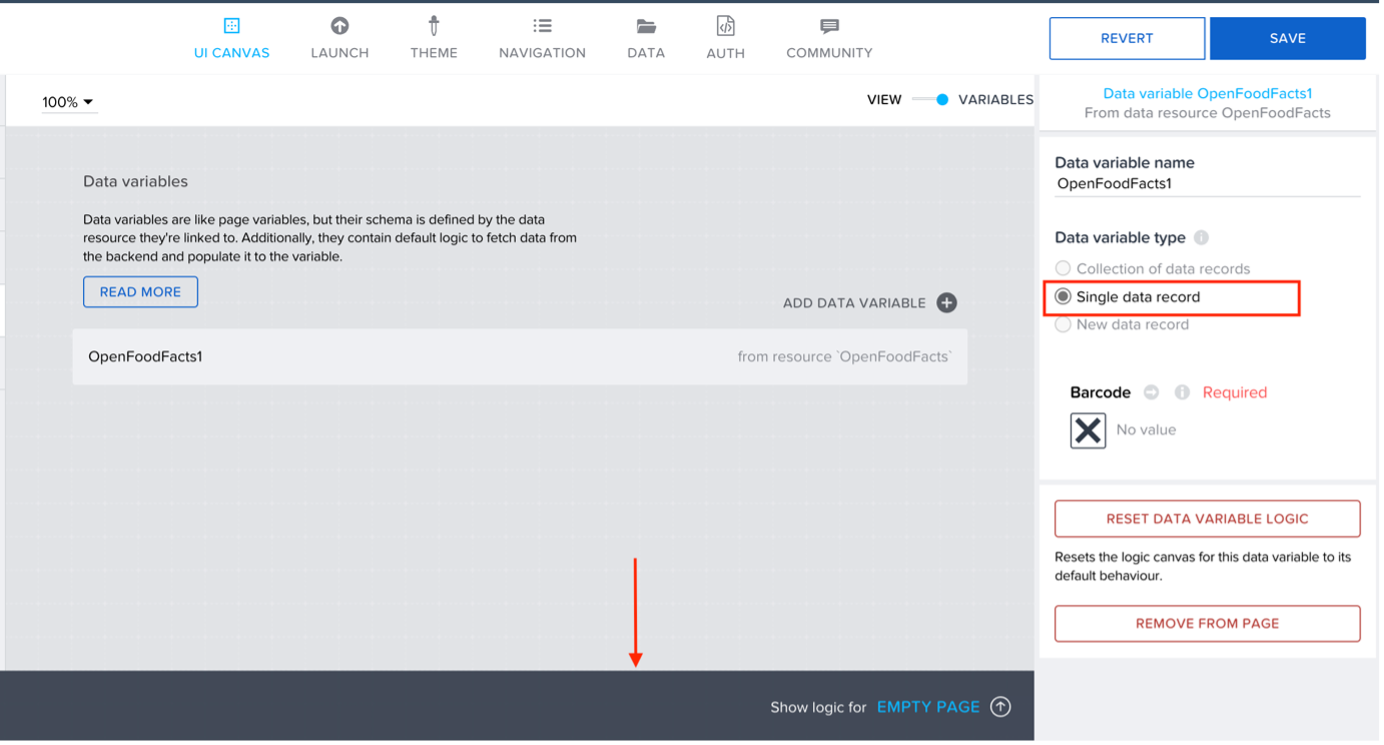 UI CANVAS
LAUNCH
THEME
NAVIGATION
DATA
AUTH
COMMUNITY
REVERT
SAVE
100%
VIEW
VARIABLES
Data variable OpenFoodFacts1
From data resource OpenFoodFacts
Data variables
Data variables are like page variables, but their schema is defined by the data
resource they're linked to. Additionally, they contain default logic to fetch data from
the backend and populate it to the variable.
READ MORE
ADD DATA VARIABLE
OpenFoodFacts1
from resource `OpenFoodFacts`
Data variable name
OpenFoodFacts1
Data variable type
Collection of data records
Single data record
New data record
Barcode
Required
No value
RESET DATA VARIABLE LOGIC
Resets the logic canvas for this data variable to its
default behaviour.
REMOVE FROM PAGE
Show logic for EMPTY PAGE